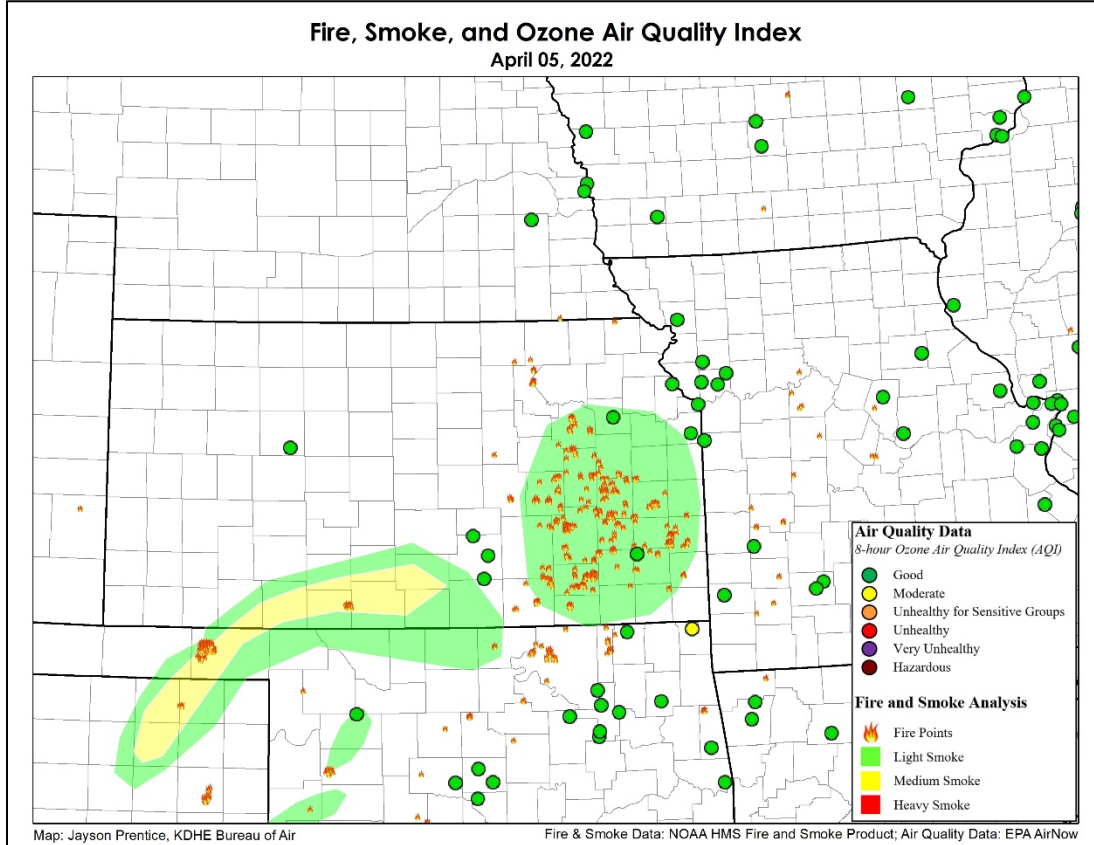 Fire, Smoke, and Ozone Air Quality Index
April 05, 2022
Air Quality Data
8-hour Ozone Air Quality Index (AQI)
Good
Moderate
Unhealthy for Sensitive Groups
Unhealthy
Very Unhealthy
Hazardous
Fire and Smoke Analysis
Fire Points
Light Smoke
Medium Smoke
Heavy Smoke
Map: Jayson Prentice, KDHE Bureau of Air
Fire & Smoke Data: NOAA HMS Fire and Smoke Product; Air Quality Data: EPA AirNow